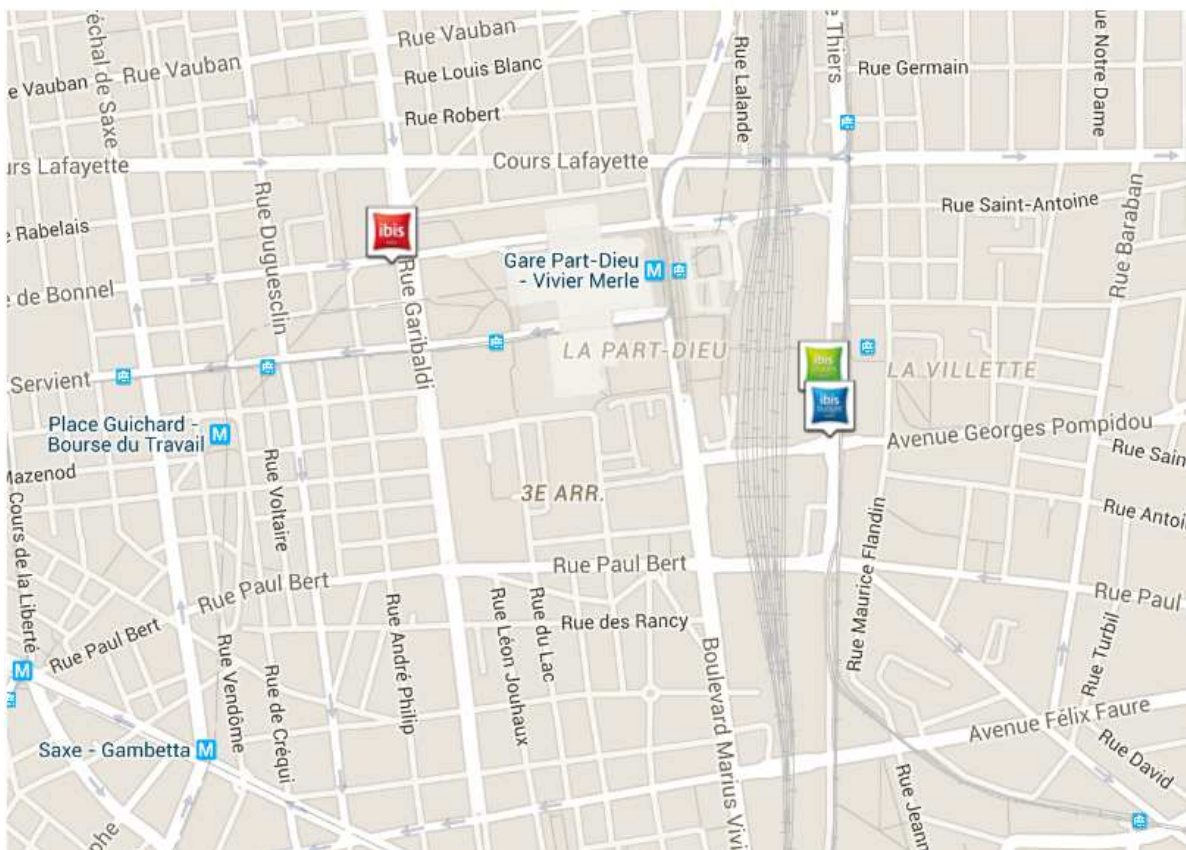 échal de Saxe
Rue Vauban
Rue Vauban
e Vauban
Rue Louis Blanc
Rue Robert
Rue Lalande
Thiers
Rue Germain
ue Notre Dame
urs Lafayette
Cours Lafayette
Rue Duguesclin
Rue Saint-Antoine
Rue Baraban
e Rabelais
ibis
Gare Part-Dieu
- Vivier Merle
M
e de Bonnel
Rue Garibaldi
LA PART-DIEU
ibis
LA VILLETTE
Servient
ibis
budget
Place Guichard -
Bourse du Travail
M
Avenue Georges Pompidou
Rue Sain
Mazenod
Rue Voltaire
3E ARR.
Rue Antoi
Cours de la Liberté
Rue Paul Bert
Rue Paul Bert
Rue Maurice Flandin
Rue Paul
Rue Paul Bert
Rue André Philip
Rue Léon Jouhaux
Rue du Lac
Rue des Rancy
Rue Turbil
M
Rue Vendôme
Rue de Créqui
Boulevard Marius Vivi
Saxe - Gambetta
M
Avenue Félix Faure
Rue David
Rue Jeann
phe